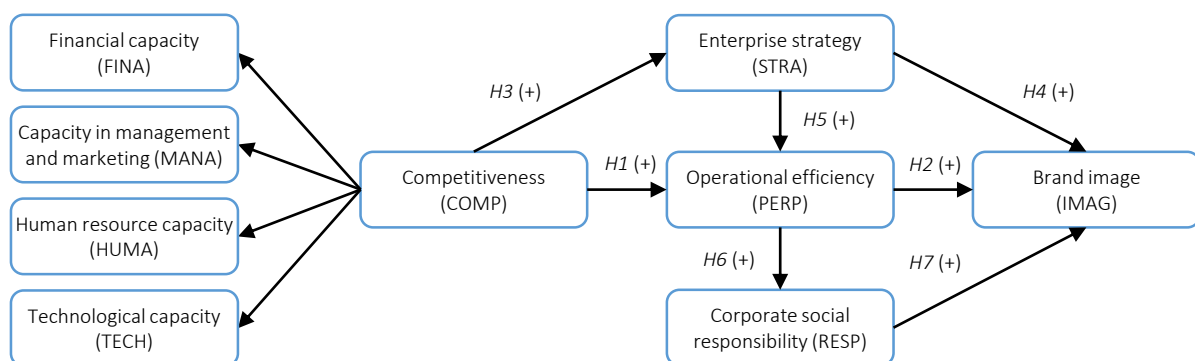 Financial capacity
(FINA)
Enterprise strategy
(STRA)
H3 (+)
H4 (+)
Capacity in management
and marketing (MANA)
H5 (+)
Competitiveness
(COMP)
H1 (+)
Operational efficiency
(PERP)
H2 (+)
Brand image
(IMAG)
Human resource capacity
(HUMA)
H6 (+)
H7 (+)
Technological capacity
(TECH)
Corporate social
responsibility (RESP)